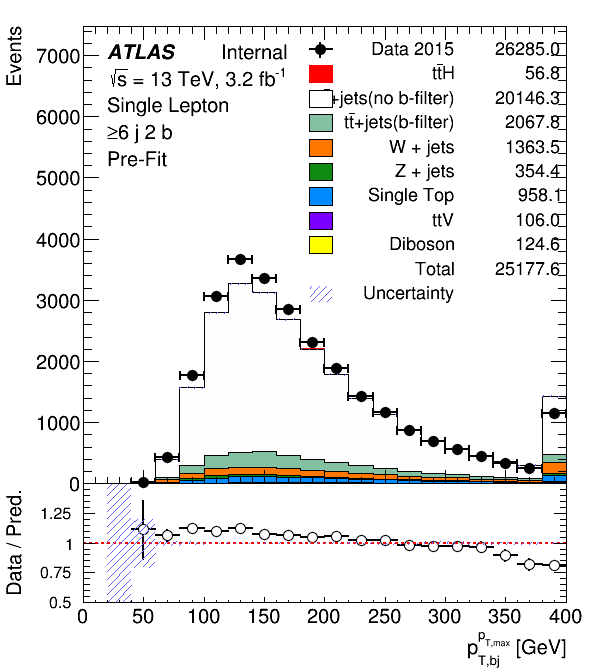 Events
7000
6000
5000
4000
3000
2000
1000
0
ATLAS Internal
√s = 13 TeV, 3.2 fb⁻¹
Single Lepton
≥6 j 2 b
Pre-Fit
Data 2015 26285.0
tt̄H 56.8
+jets(no b-filter) 20146.3
tt̄+jets(b-filter) 2067.8
W + jets 1363.5
Z + jets 354.4
Single Top 958.1
ttV 106.0
Diboson 124.6
Total 25177.6
Uncertainty
Data / Pred.
1.25
1
0.75
0.5
0 50 100 150 200 250 300 350 400
p_{T,bj}^{p_{T,max}} [GeV]